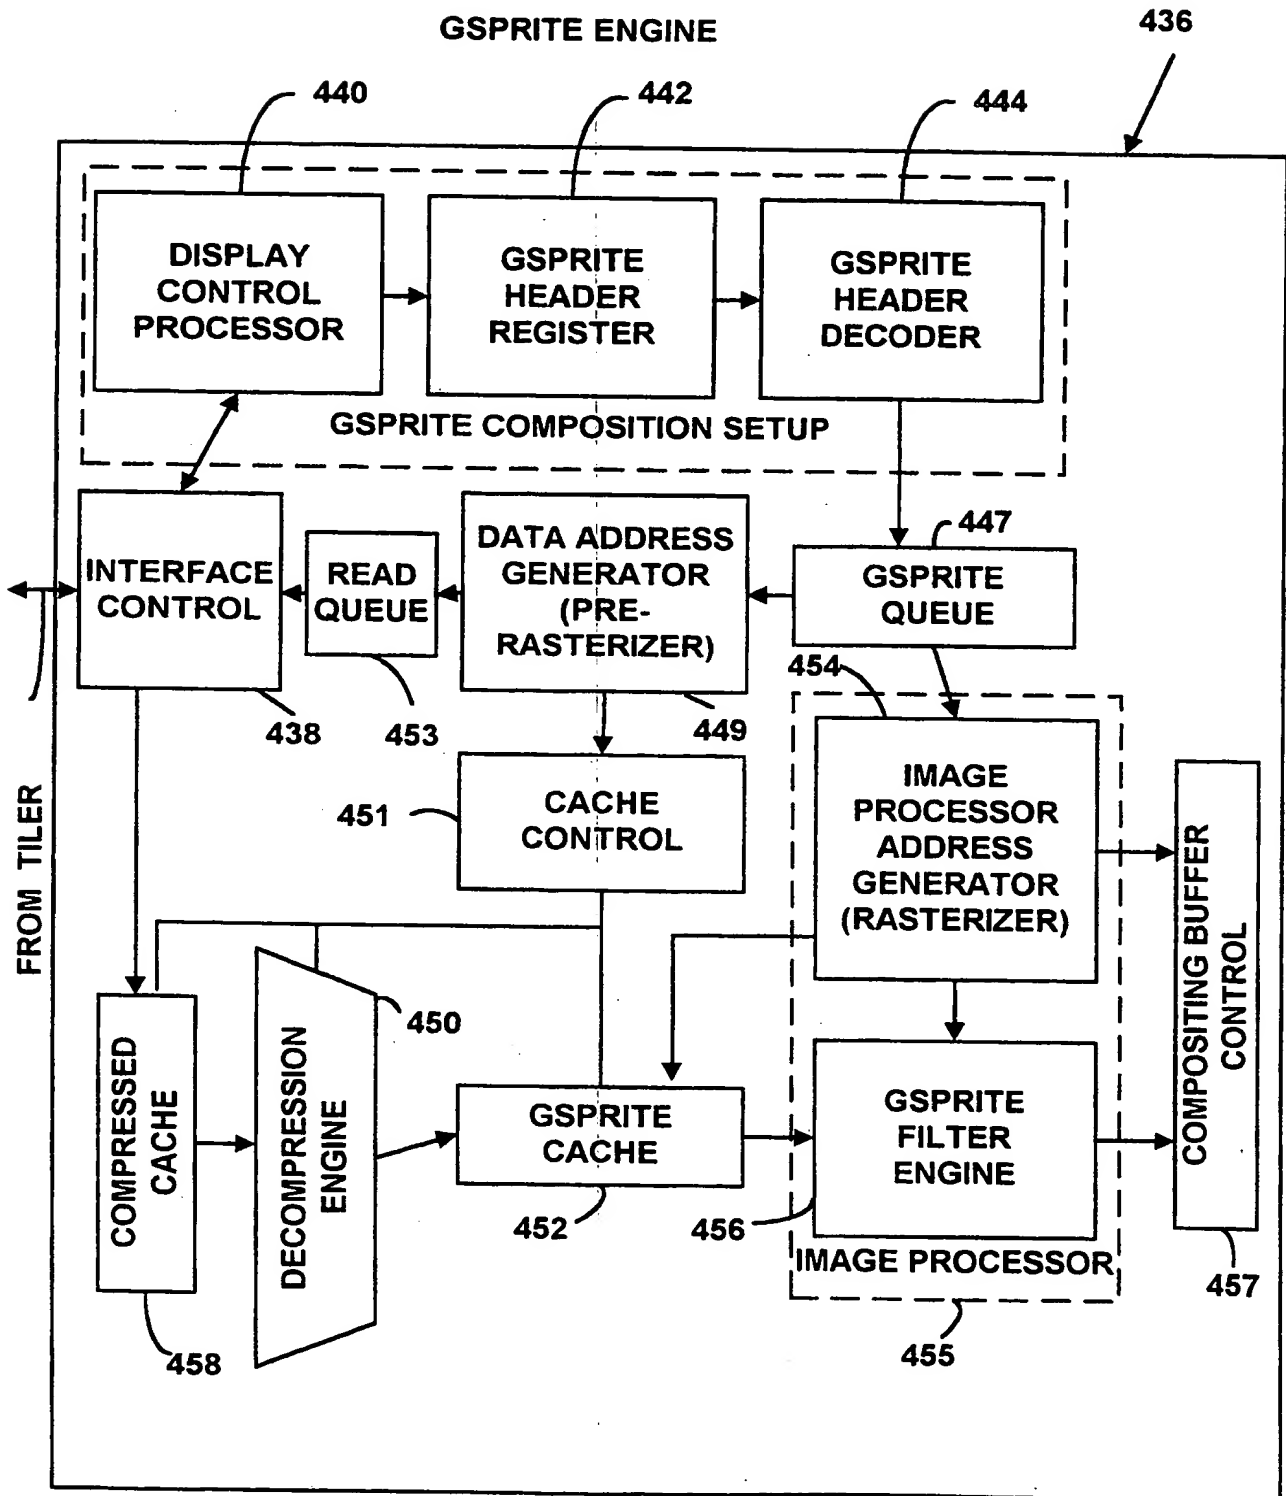 GSPRITE ENGINE
436
440
442
444
DISPLAY
CONTROL
PROCESSOR
GSPRITE
HEADER
REGISTER
GSPRITE
HEADER
DECODER
GSPRITE COMPOSITION SETUP
447
INTERFACE
CONTROL
READ
QUEUE
DATA ADDRESS
GENERATOR
(PRE-
RASTERIZER)
GSPRITE
QUEUE
454
438
453
449
FROM TILER
451
CACHE
CONTROL
IMAGE
PROCESSOR
ADDRESS
GENERATOR
(RASTERIZER)
COMPOSITING BUFFER
CONTROL
450
COMPRESSED
CACHE
DECOMPRESSION
ENGINE
GSPRITE
CACHE
GSPRITE
FILTER
ENGINE
452
456
IMAGE PROCESSOR
457
458
455